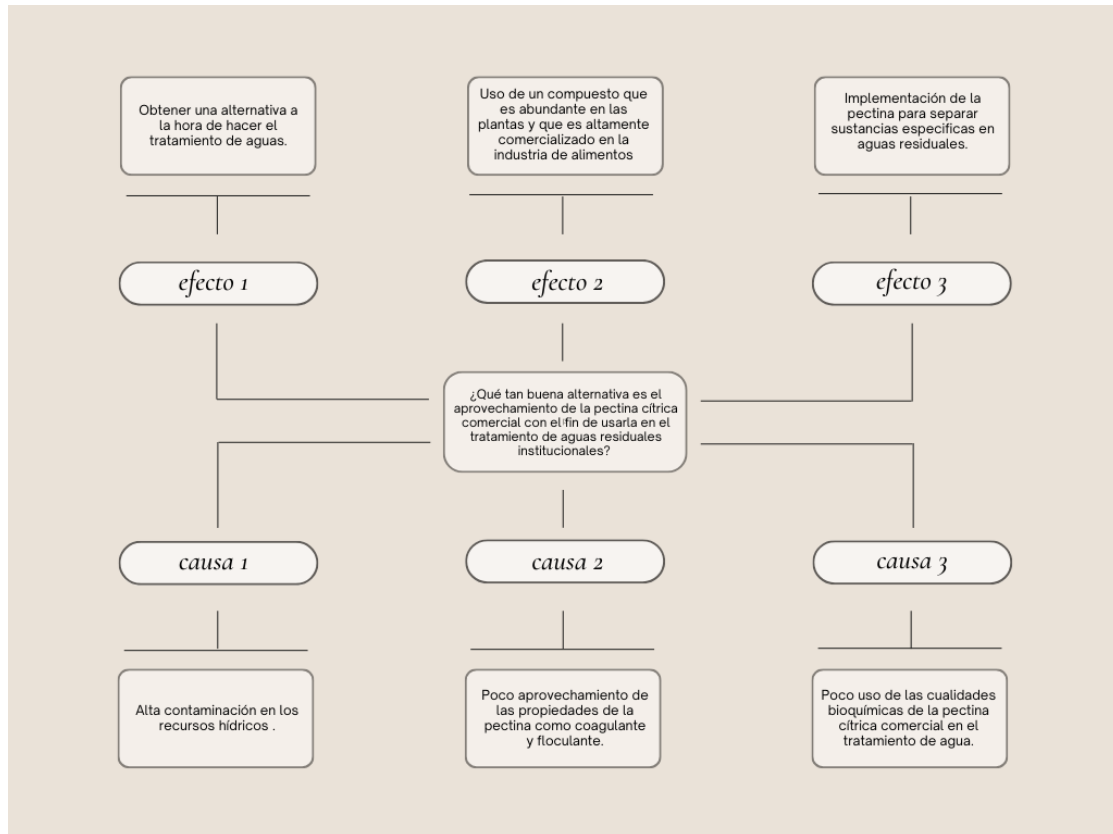 Obtener una alternativa a
la hora de hacer el
tratamiento de aguas.
Uso de un compuesto que
es abundante en las
plantas y que es altamente
comercializado en la
industria de alimentos
Implementación de la
pectina para separar
sustancias especificas en
aguas residuales.
efecto 1
efecto 2
efecto 3
¿Qué tan buena alternativa es el
aprovechamiento de la pectina cítrica
comercial con el fin de usarla en el
tratamiento de aguas residuales
institucionales?
causa 1
causa 2
causa 3
Alta contaminación en los
recursos hídricos .
Poco aprovechamiento de
las propiedades de la
pectina como coagulante
y floculante.
Poco uso de las cualidades
bioquímicas de la pectina
cítrica comercial en el
tratamiento de agua.